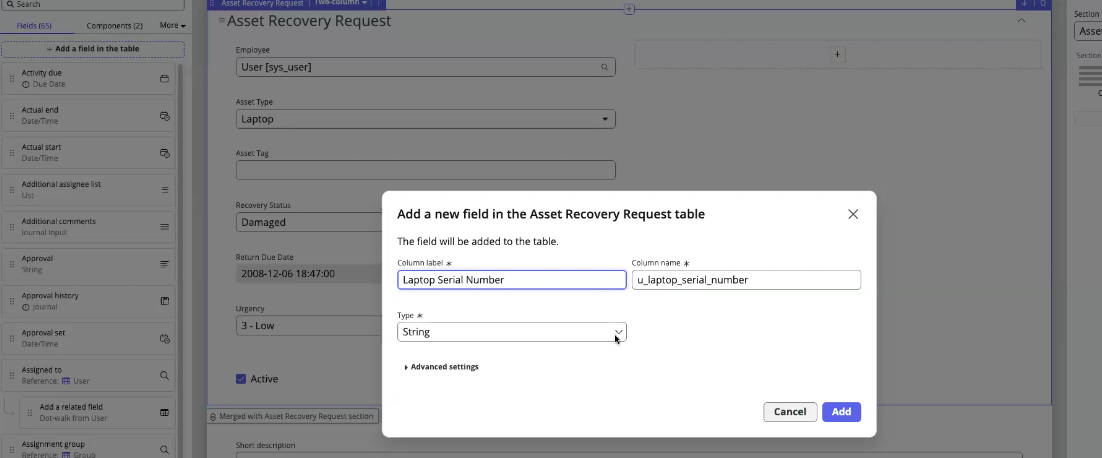 Search
Fields (65)
Components (2)
More
+ Add a field in the table
Activity due
Due Date
Actual end
Date/Time
Actual start
Date/Time
Additional assignee list
List
Additional comments
Journal Input
Approval
String
Approval history
Journal
Approval set
Date/Time
Assigned to
Reference: User
Add a related field
Dot-walk from User
Assignment group
Reference: Group
Asset Recovery Request
Two-column
Asset Recovery Request
Employee
User [sys_user]
Asset Type
Laptop
Asset Tag
Recovery Status
Damaged
Return Due Date
2008-12-06 18:47:00
Urgency
3 - Low
Active
Merged with Asset Recovery Request section
Short description
Add a new field in the Asset Recovery Request table
The field will be added to the table.
Column label *
Laptop Serial Number
Column name *
u_laptop_serial_number
Type *
String
Advanced settings
Cancel
Add
Section
Asse
Section